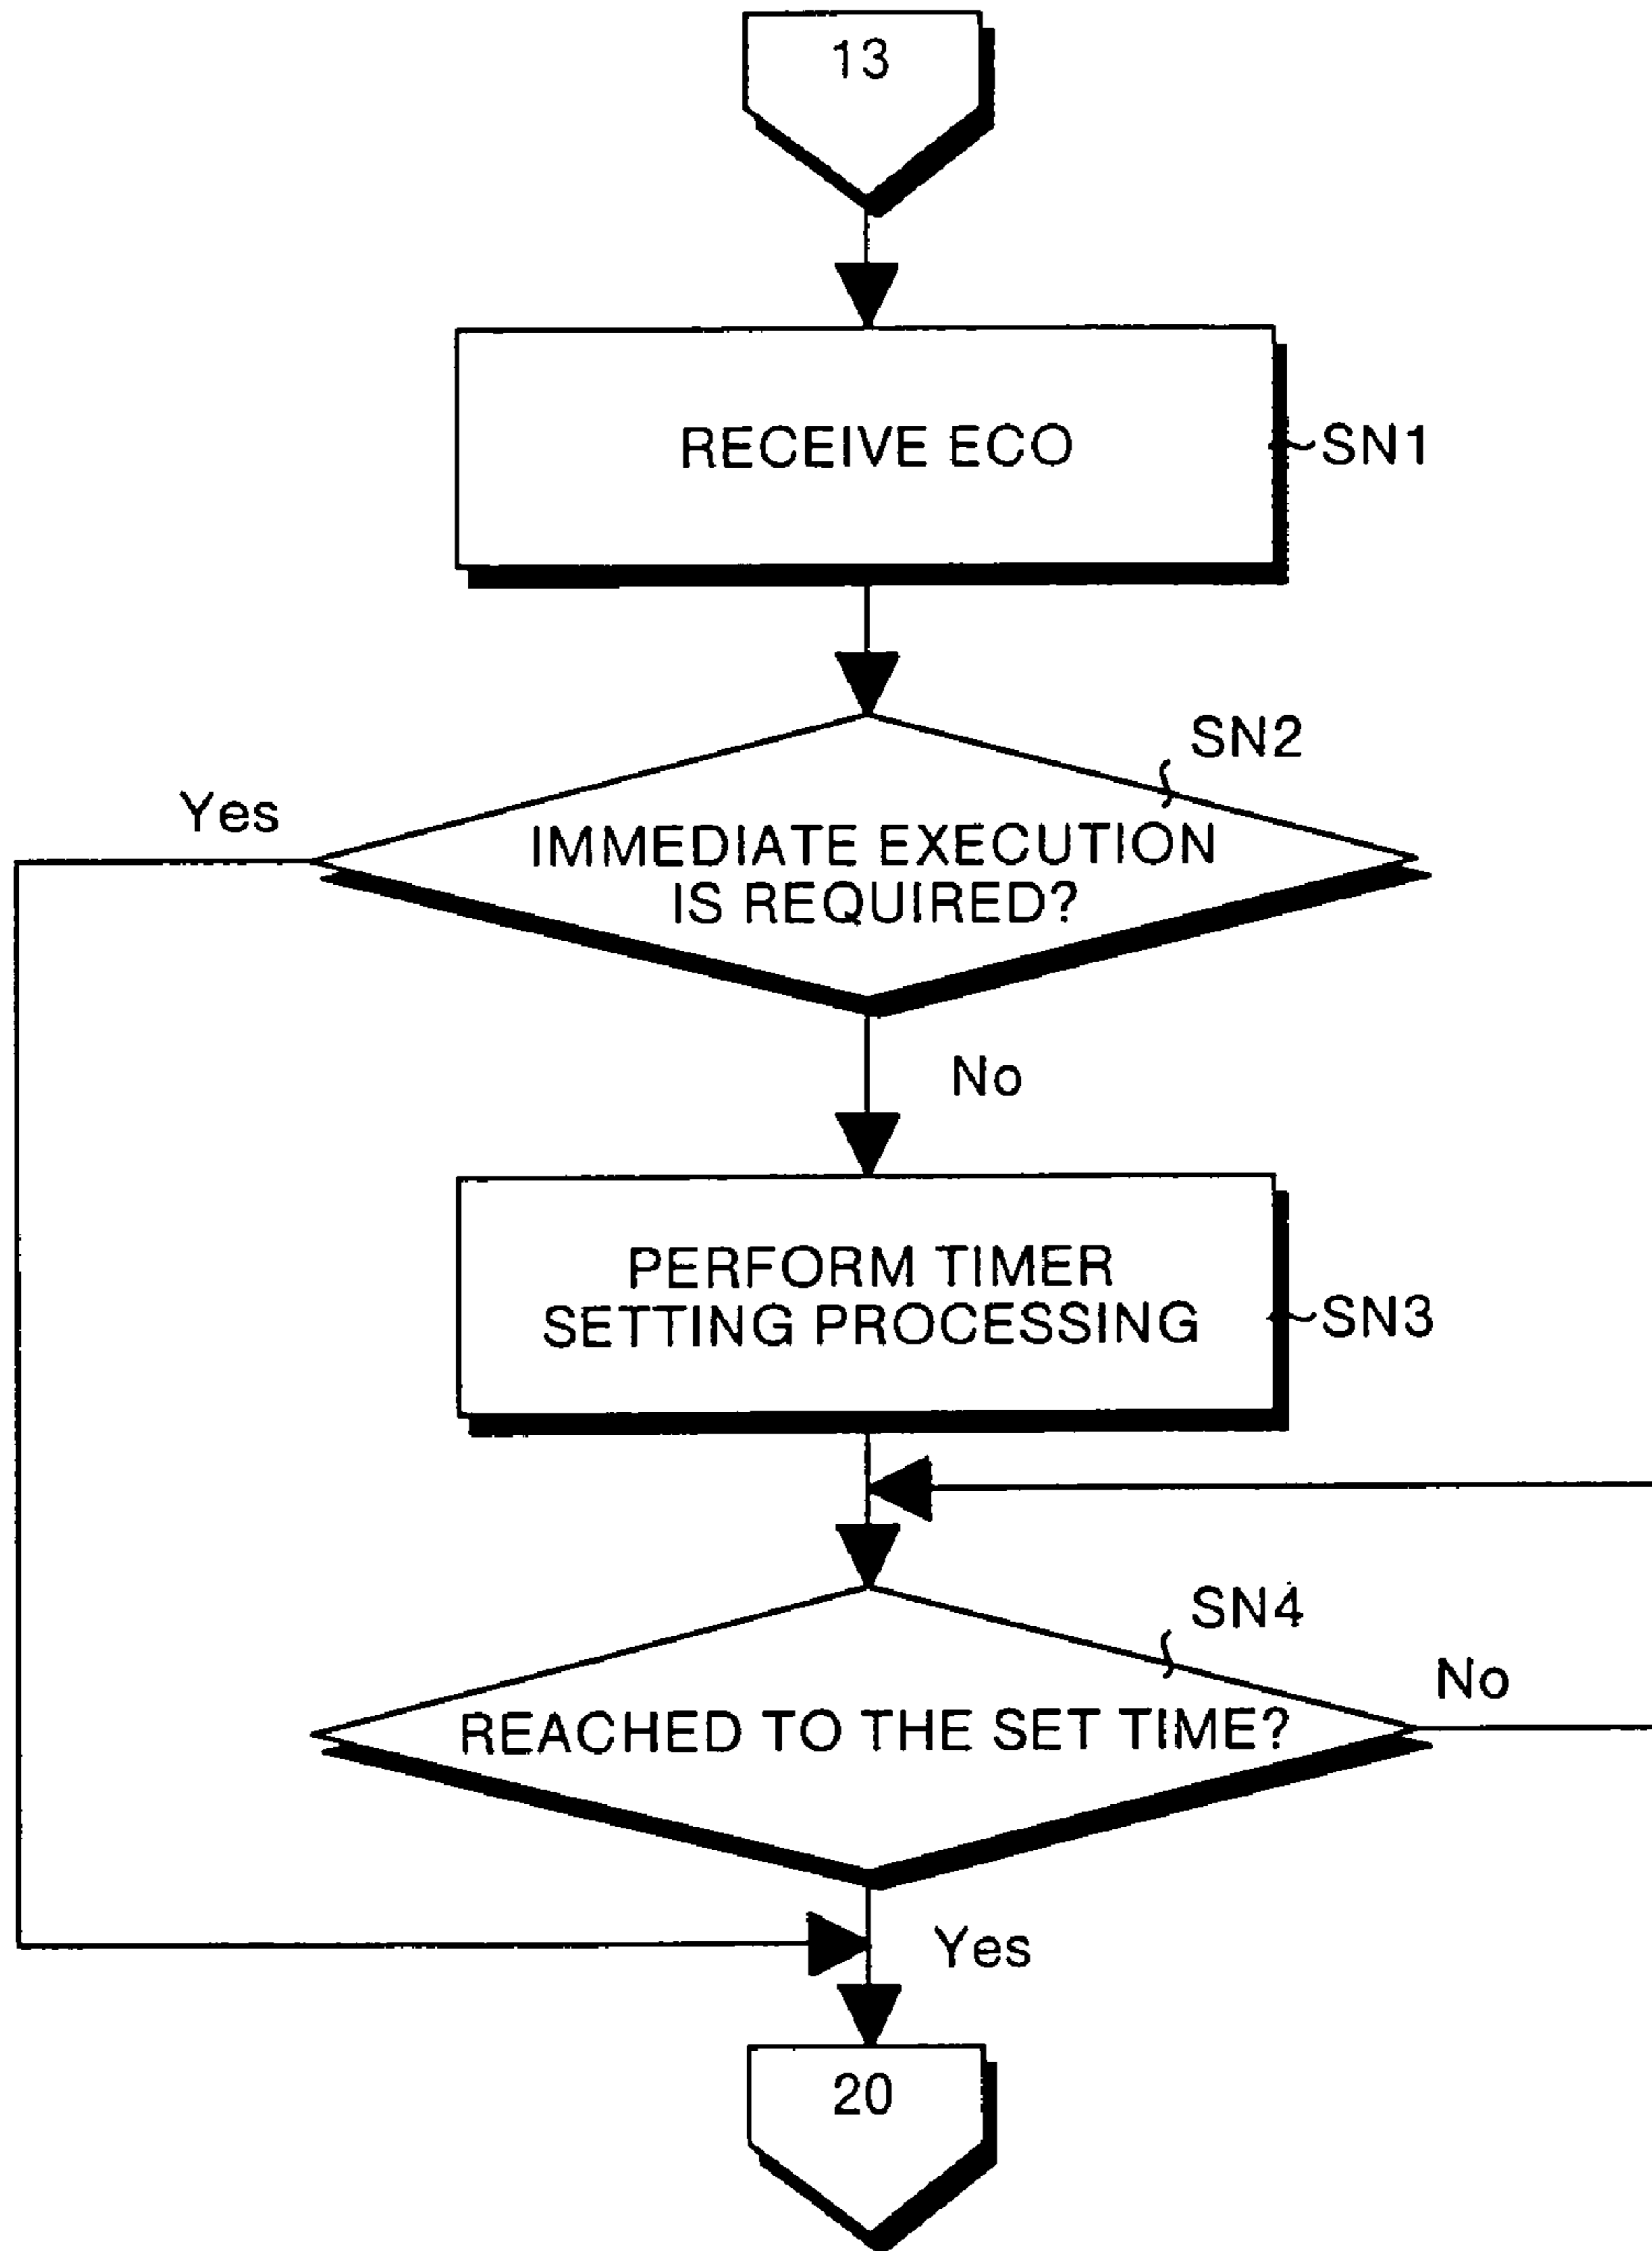 13
RECEIVE ECO
SN1
SN2
Yes
IMMEDIATE EXECUTION
IS REQUIRED?
No
PERFORM TIMER
SETTING PROCESSING
SN3
SN4
No
REACHED TO THE SET TIME?
Yes
20